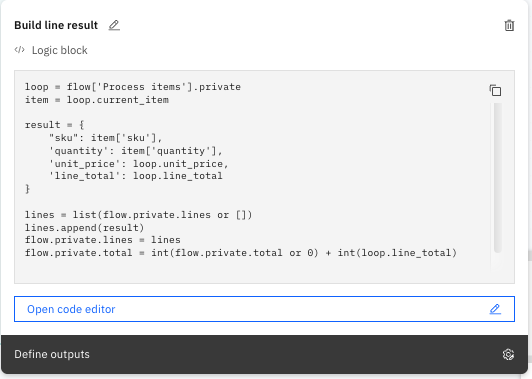 Build line result
</> Logic block
loop = flow['Process items'].private
item = loop.current_item

result = {
    "sku": item['sku'],
    'quantity': item['quantity'],
    'unit_price': loop.unit_price,
    'line_total': loop.line_total
}

lines = list(flow.private.lines or [])
lines.append(result)
flow.private.lines = lines
flow.private.total = int(flow.private.total or 0) + int(loop.line_total)
Open code editor
Define outputs